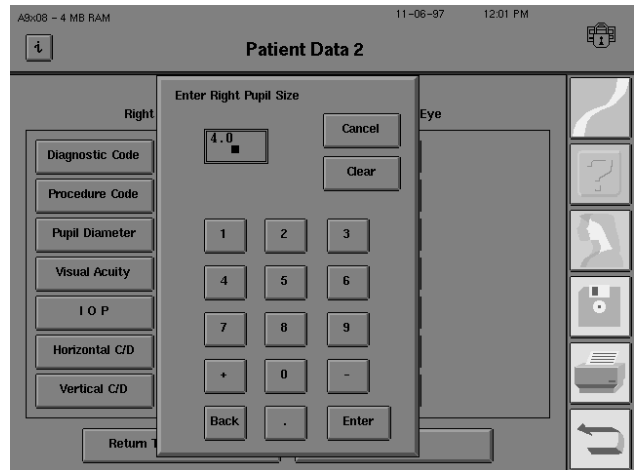 A9x08 - 4 MB RAM
11-06-97 12:01 PM
i
Patient Data 2
Enter Right Pupil Size
Right
Eye
4.0
Cancel
Clear
Diagnostic Code
Procedure Code
Pupil Diameter
Visual Acuity
I O P
Horizontal C/D
Vertical C/D
1 2 3
4 5 6
7 8 9
+ 0 -
Back . Enter
Return
?